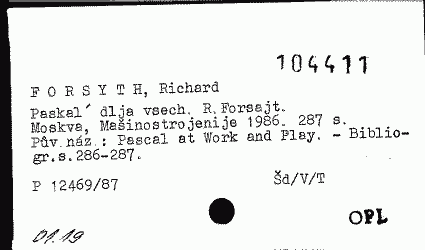 104411
F O R S Y T H, Richard
Paskal´ dlja vsech. R.Forsajt.
Moskva, Mašinostrojenije 1986. 287 s.
Pův.náz.: Pascal at Work and Play. - Biblio-
gr.s.286-287.
P 12469/87
Šd/V/T
OPL
01.19